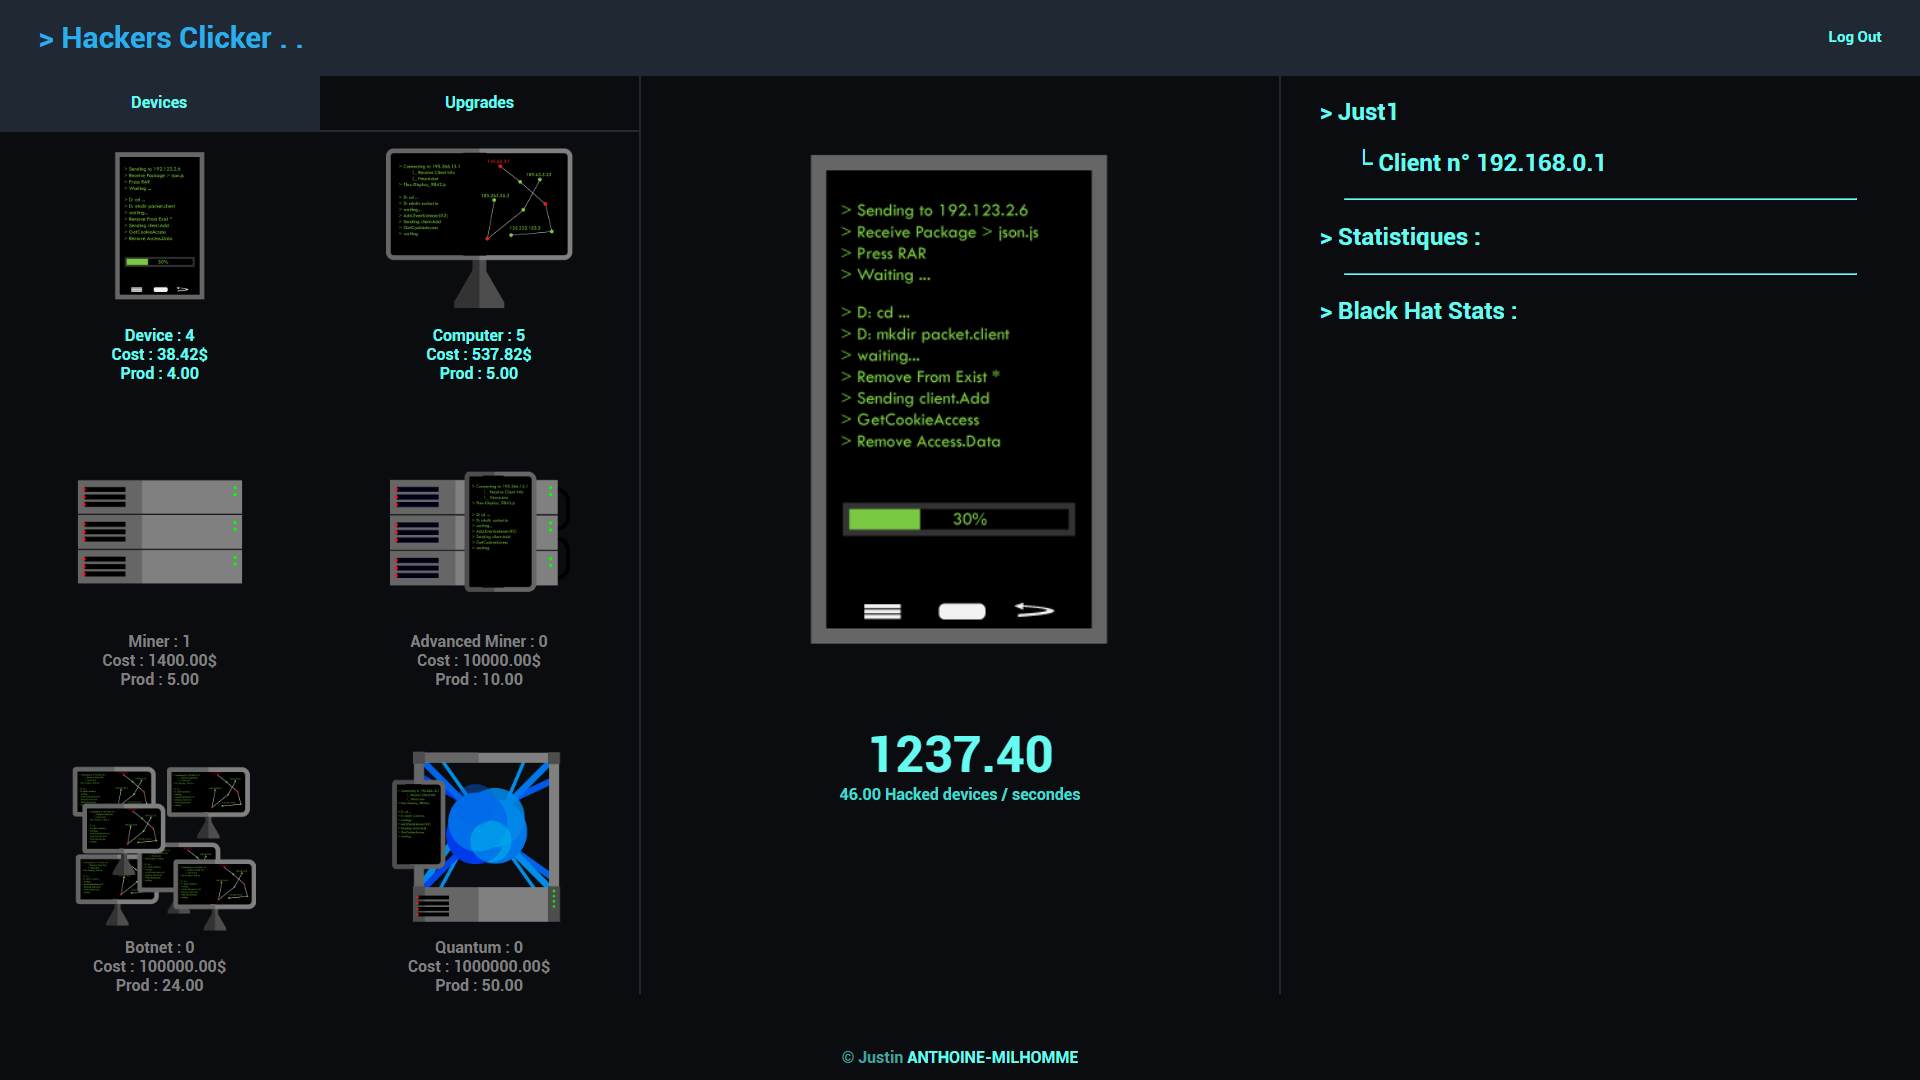 > Hackers Clicker . .
Log Out
Devices
Upgrades
Device : 4
Cost : 38.42$
Prod : 4.00
Computer : 5
Cost : 537.82$
Prod : 5.00
Miner : 1
Cost : 1400.00$
Prod : 5.00
Advanced Miner : 0
Cost : 10000.00$
Prod : 10.00
Botnet : 0
Cost : 100000.00$
Prod : 24.00
Quantum : 0
Cost : 1000000.00$
Prod : 50.00
> Sending to 192.123.2.6
> Receive Package > json.js
> Press RAR
> Waiting ...
> D: cd ...
> D: mkdir packet.client
> waiting...
> Remove From Exist *
> Sending client.Add
> GetCookieAccess
> Remove Access.Data
30%
1237.40
46.00 Hacked devices / secondes
> Just1
└ Client n° 192.168.0.1
> Statistiques :
> Black Hat Stats :
© Justin ANTHOINE-MILHOMME